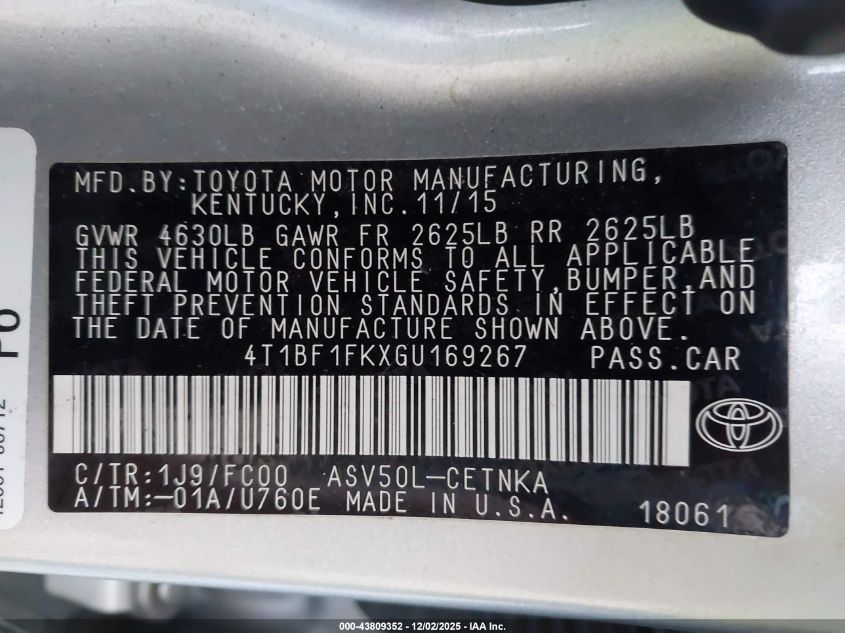 MFD.BY:TOYOTA MOTOR MANUFACTURING,
KENTUCKY,INC.11/15
GVWR 4630LB GAWR FR 2625LB RR 2625LB
THIS VEHICLE CONFORMS TO ALL APPLICABLE
FEDERAL MOTOR VEHICLE SAFETY,BUMPER,AND
THEFT PREVENTION STANDARDS IN EFFECT ON
THE DATE OF MANUFACTURE SHOWN ABOVE.
4T1BF1FKXGU169267 PASS.CAR
C/TR:1J9/FC00 ASV50L-CETNKA
A/TM:-01A/U760E MADE IN U.S.A. 18061
000-43809352 - 12/02/2025 - IAA Inc.